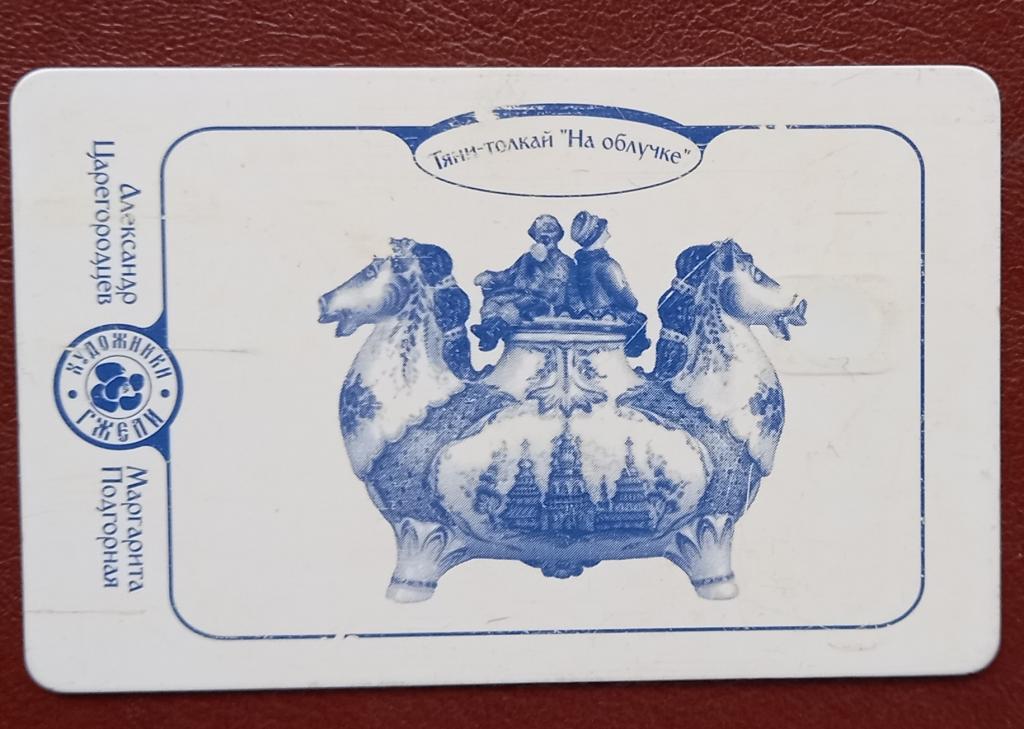 Тяни-толкай "На облучке"
Александр
Царегородцев
ХУДОЖНИКИ
ГЖЕЛИ
Маргарита
Подгорная